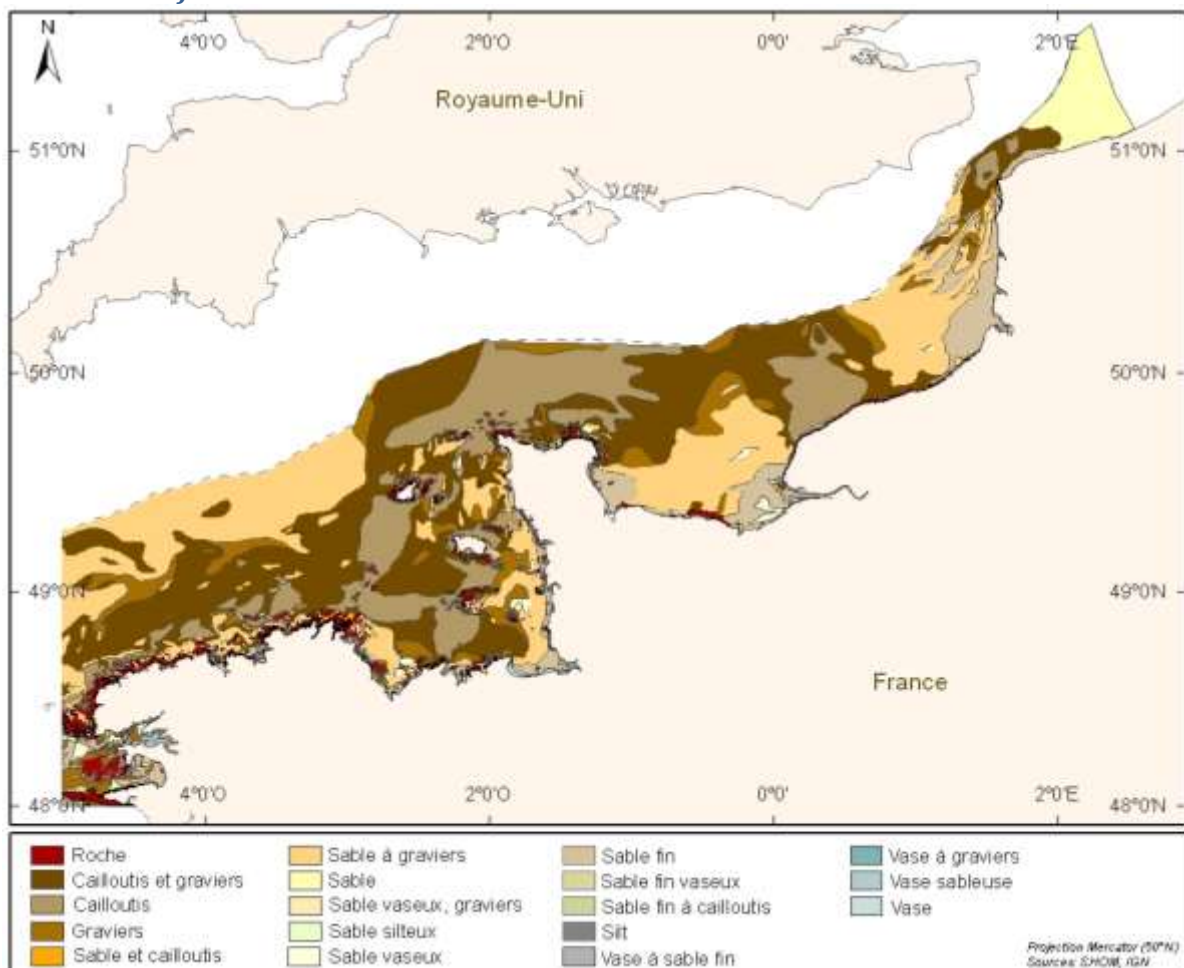 N
4°0'O
2°0'O
0°0'
2°0'E
Royaume-Uni
51°0'N
51°0'N
50°0'N
50°0'N
49°0'N
49°0'N
France
4°0'O
2°0'O
0°0'
2°0'E
48°0'N
48°0'N
Roche
Cailloutis et graviers
Cailloutis
Graviers
Sable et cailloutis
Sable à graviers
Sable
Sable vaseux, graviers
Sable silteux
Sable vaseux
Sable fin
Sable fin vaseux
Sable fin à cailloutis
Silt
Vase à sable fin
Vase à graviers
Vase sableuse
Vase
Projection Mercator (50°N)
Sources: SHOM, IGN